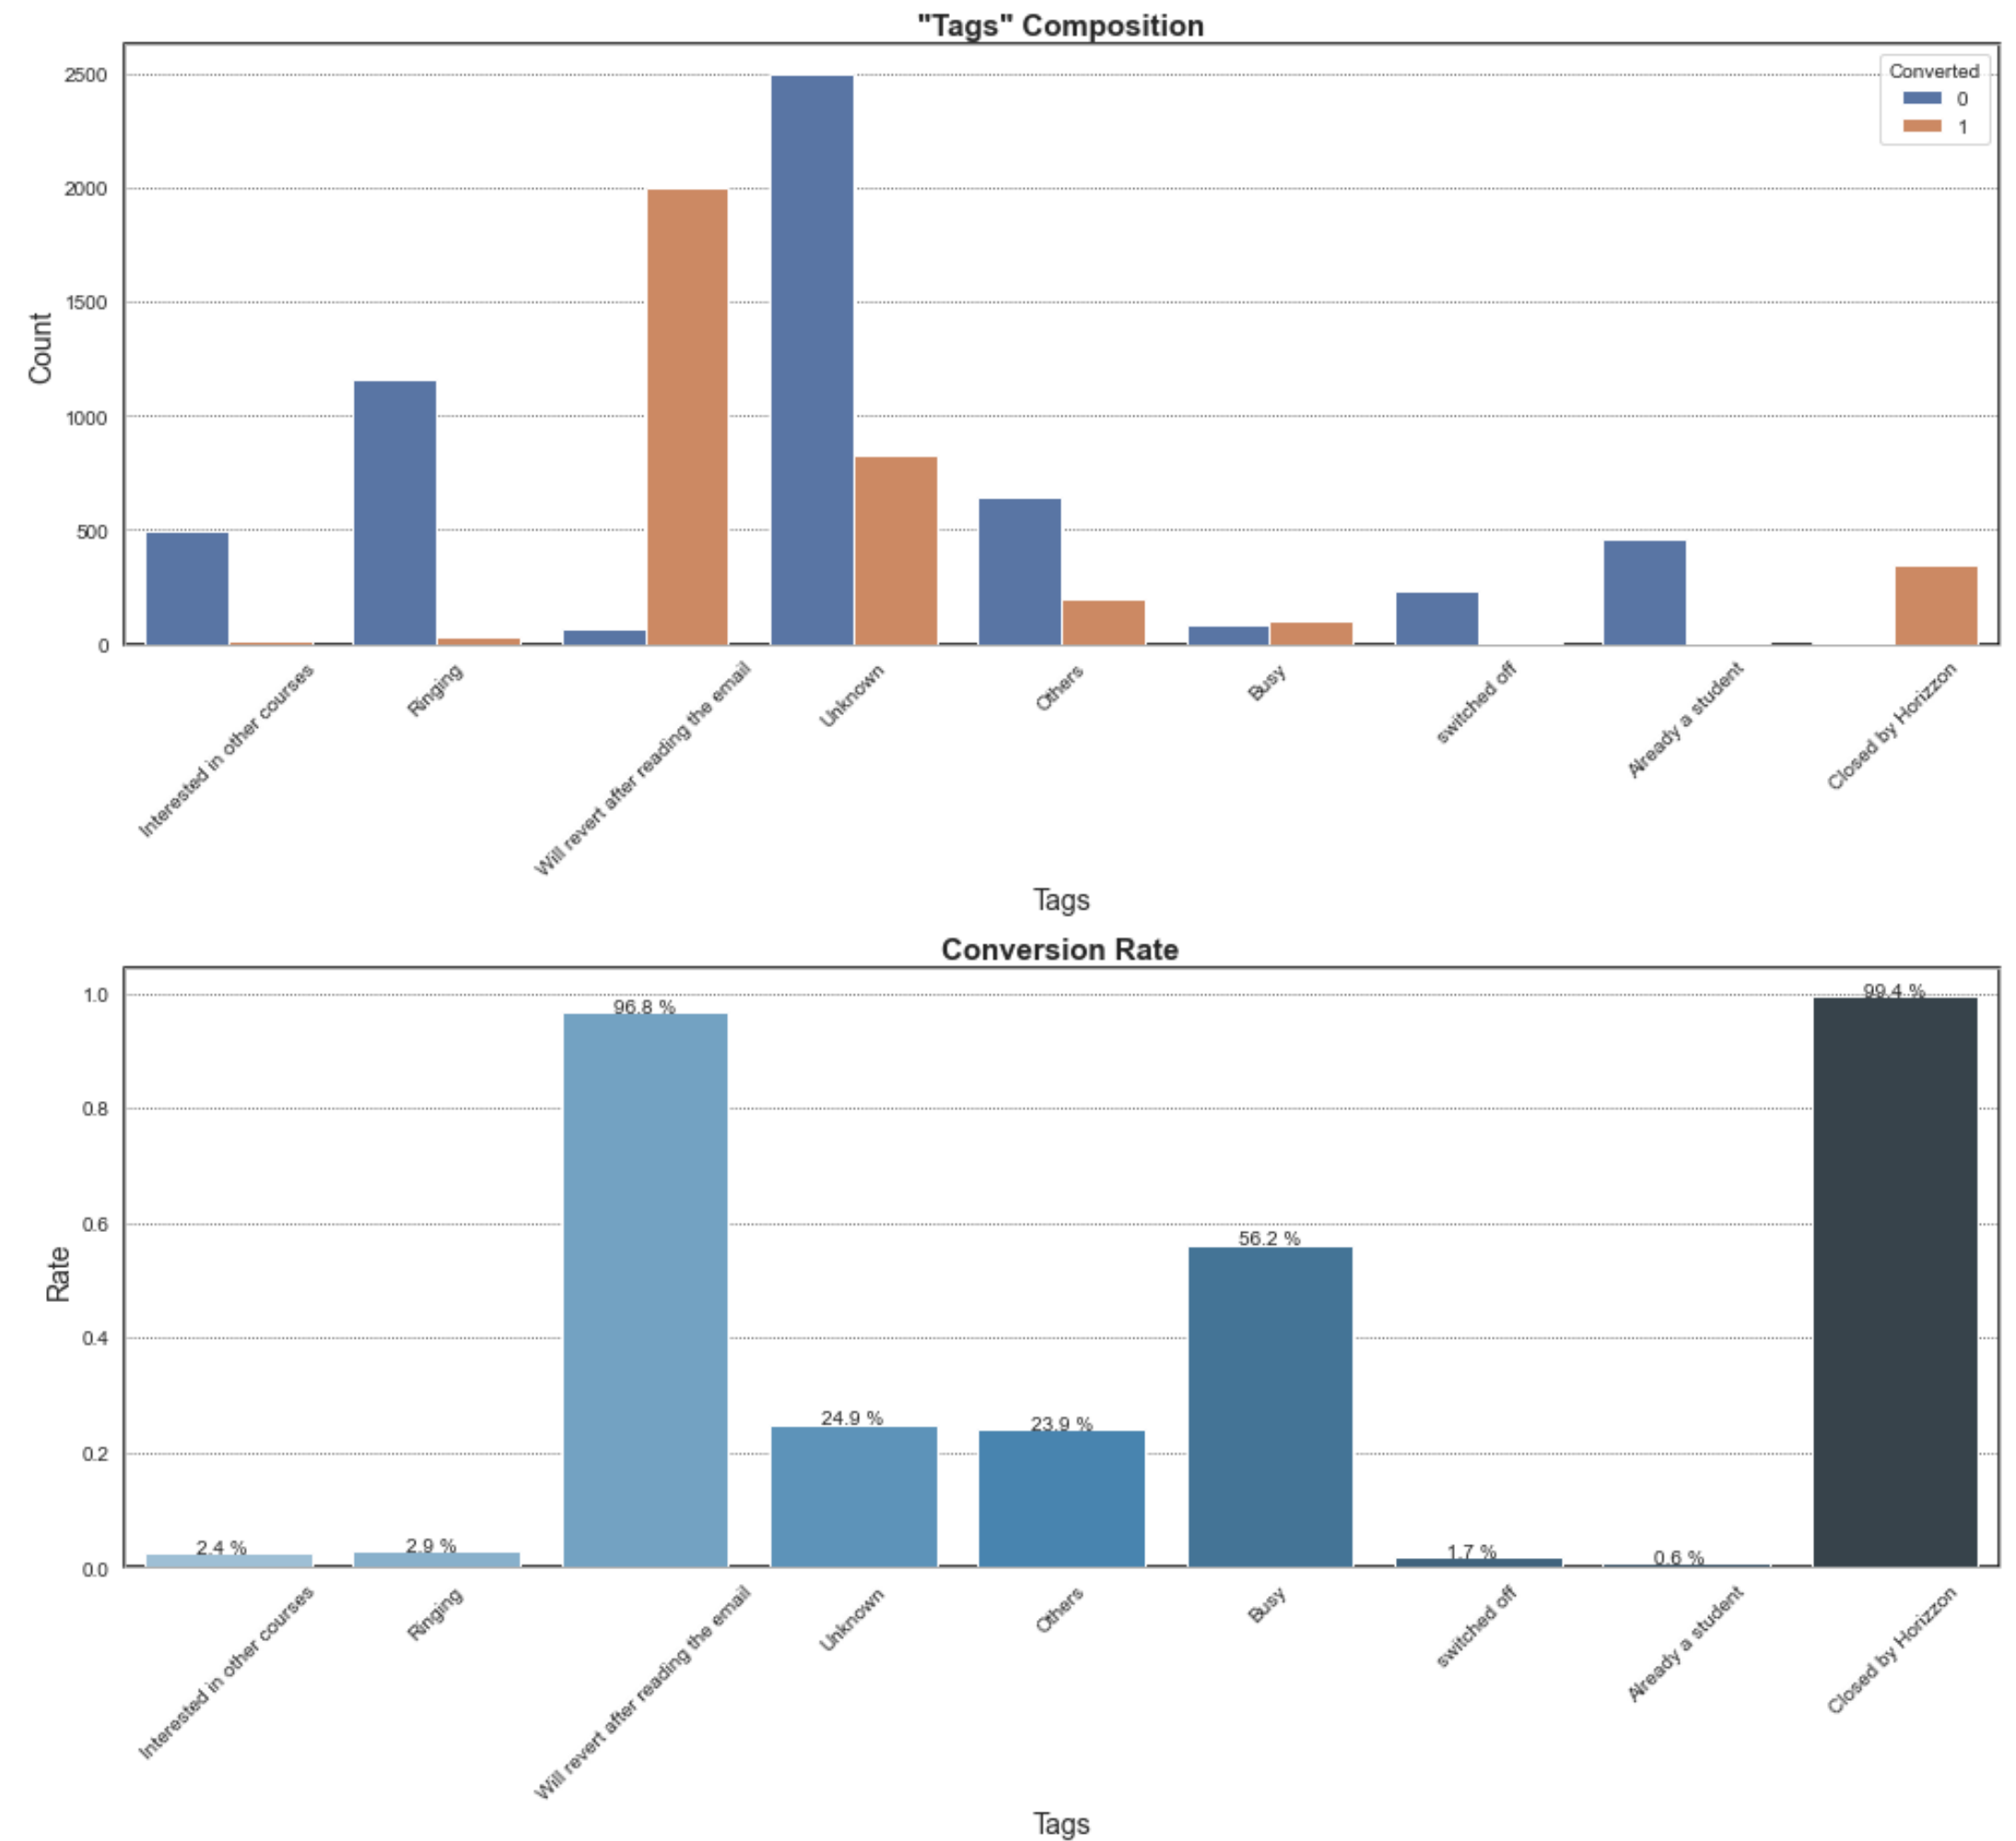 "Tags" Composition
Converted
0
1
2500
2000
1500
1000
500
0
Count
Interested in other courses
Ringing
Will revert after reading the email
Unknown
Others
Busy
switched off
Already a student
Closed by Horizzon
Tags
Conversion Rate
1.0
0.8
0.6
0.4
0.2
0.0
Rate
2.4 %
2.9 %
96.8 %
24.9 %
23.9 %
56.2 %
1.7 %
0.6 %
99.4 %
Interested in other courses
Ringing
Will revert after reading the email
Unknown
Others
Busy
switched off
Already a student
Closed by Horizzon
Tags